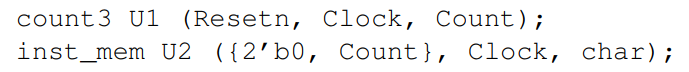 count3 U1 (Resetn, Clock, Count);
inst_mem U2 ({2’b0, Count}, Clock, char);